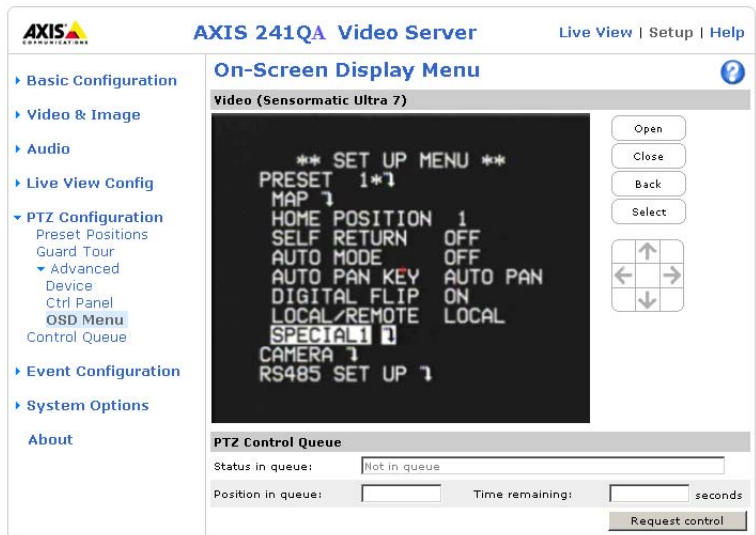 AXIS
COMMUNICATIONS
AXIS 241QA Video Server
Live View | Setup | Help
Basic Configuration
Video & Image
Audio
Live View Config
PTZ Configuration
Preset Positions
Guard Tour
Advanced
Device
Ctrl Panel
OSD Menu
Control Queue
Event Configuration
System Options
About
On-Screen Display Menu
?
Video (Sensormatic Ultra 7)
** SET UP MENU **
PRESET 1*
MAP
HOME POSITION 1
SELF RETURN OFF
AUTO MODE OFF
AUTO PAN KEY AUTO PAN
DIGITAL FLIP ON
LOCAL/REMOTE LOCAL
SPECIAL1
CAMERA
RS485 SET UP
Open
Close
Back
Select
PTZ Control Queue
Status in queue: Not in queue
Position in queue: Time remaining: seconds
Request control